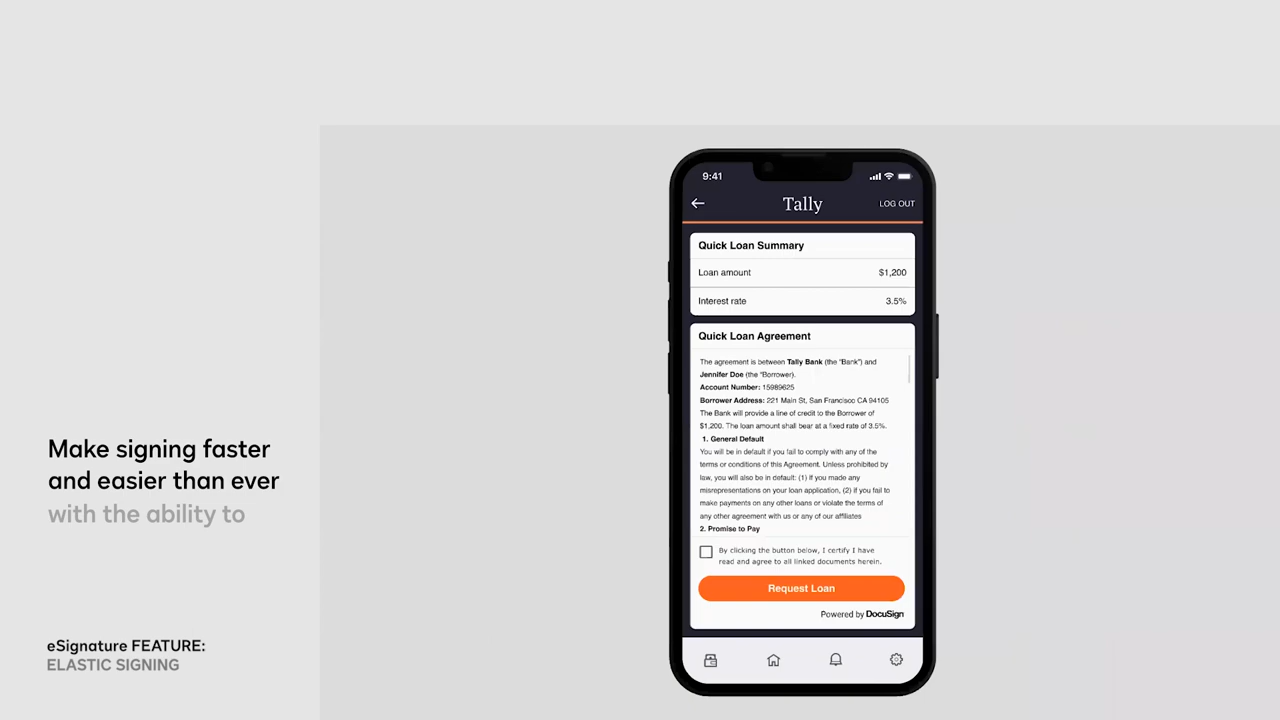 9:41
Tally
LOG OUT
Quick Loan Summary
Loan amount $1,200
Interest rate 3.5%
Quick Loan Agreement
The agreement is between Tally Bank (the "Bank") and
Jennifer Doe (the "Borrower).
Account Number: 15989625
Borrower Address: 221 Main St, San Francisco CA 94105
The Bank will provide a line of credit to the Borrower of
$1,200. The loan amount shall bear at a fixed rate of 3.5%.
1. General Default
You will be in default if you fail to comply with any of the
terms or conditions of this Agreement. Unless prohibited by
law, you will also be in default: (1) if you made any
misrepresentations on your loan application, (2) if you fail to
make payments on any other loans or violate the terms of
any other agreement with us or any of our affiliates
2. Promise to Pay
By clicking the button below, I certify I have
read and agree to all linked documents herein.
Request Loan
Powered by DocuSign
Make signing faster
and easier than ever
with the ability to
eSignature FEATURE:
ELASTIC SIGNING